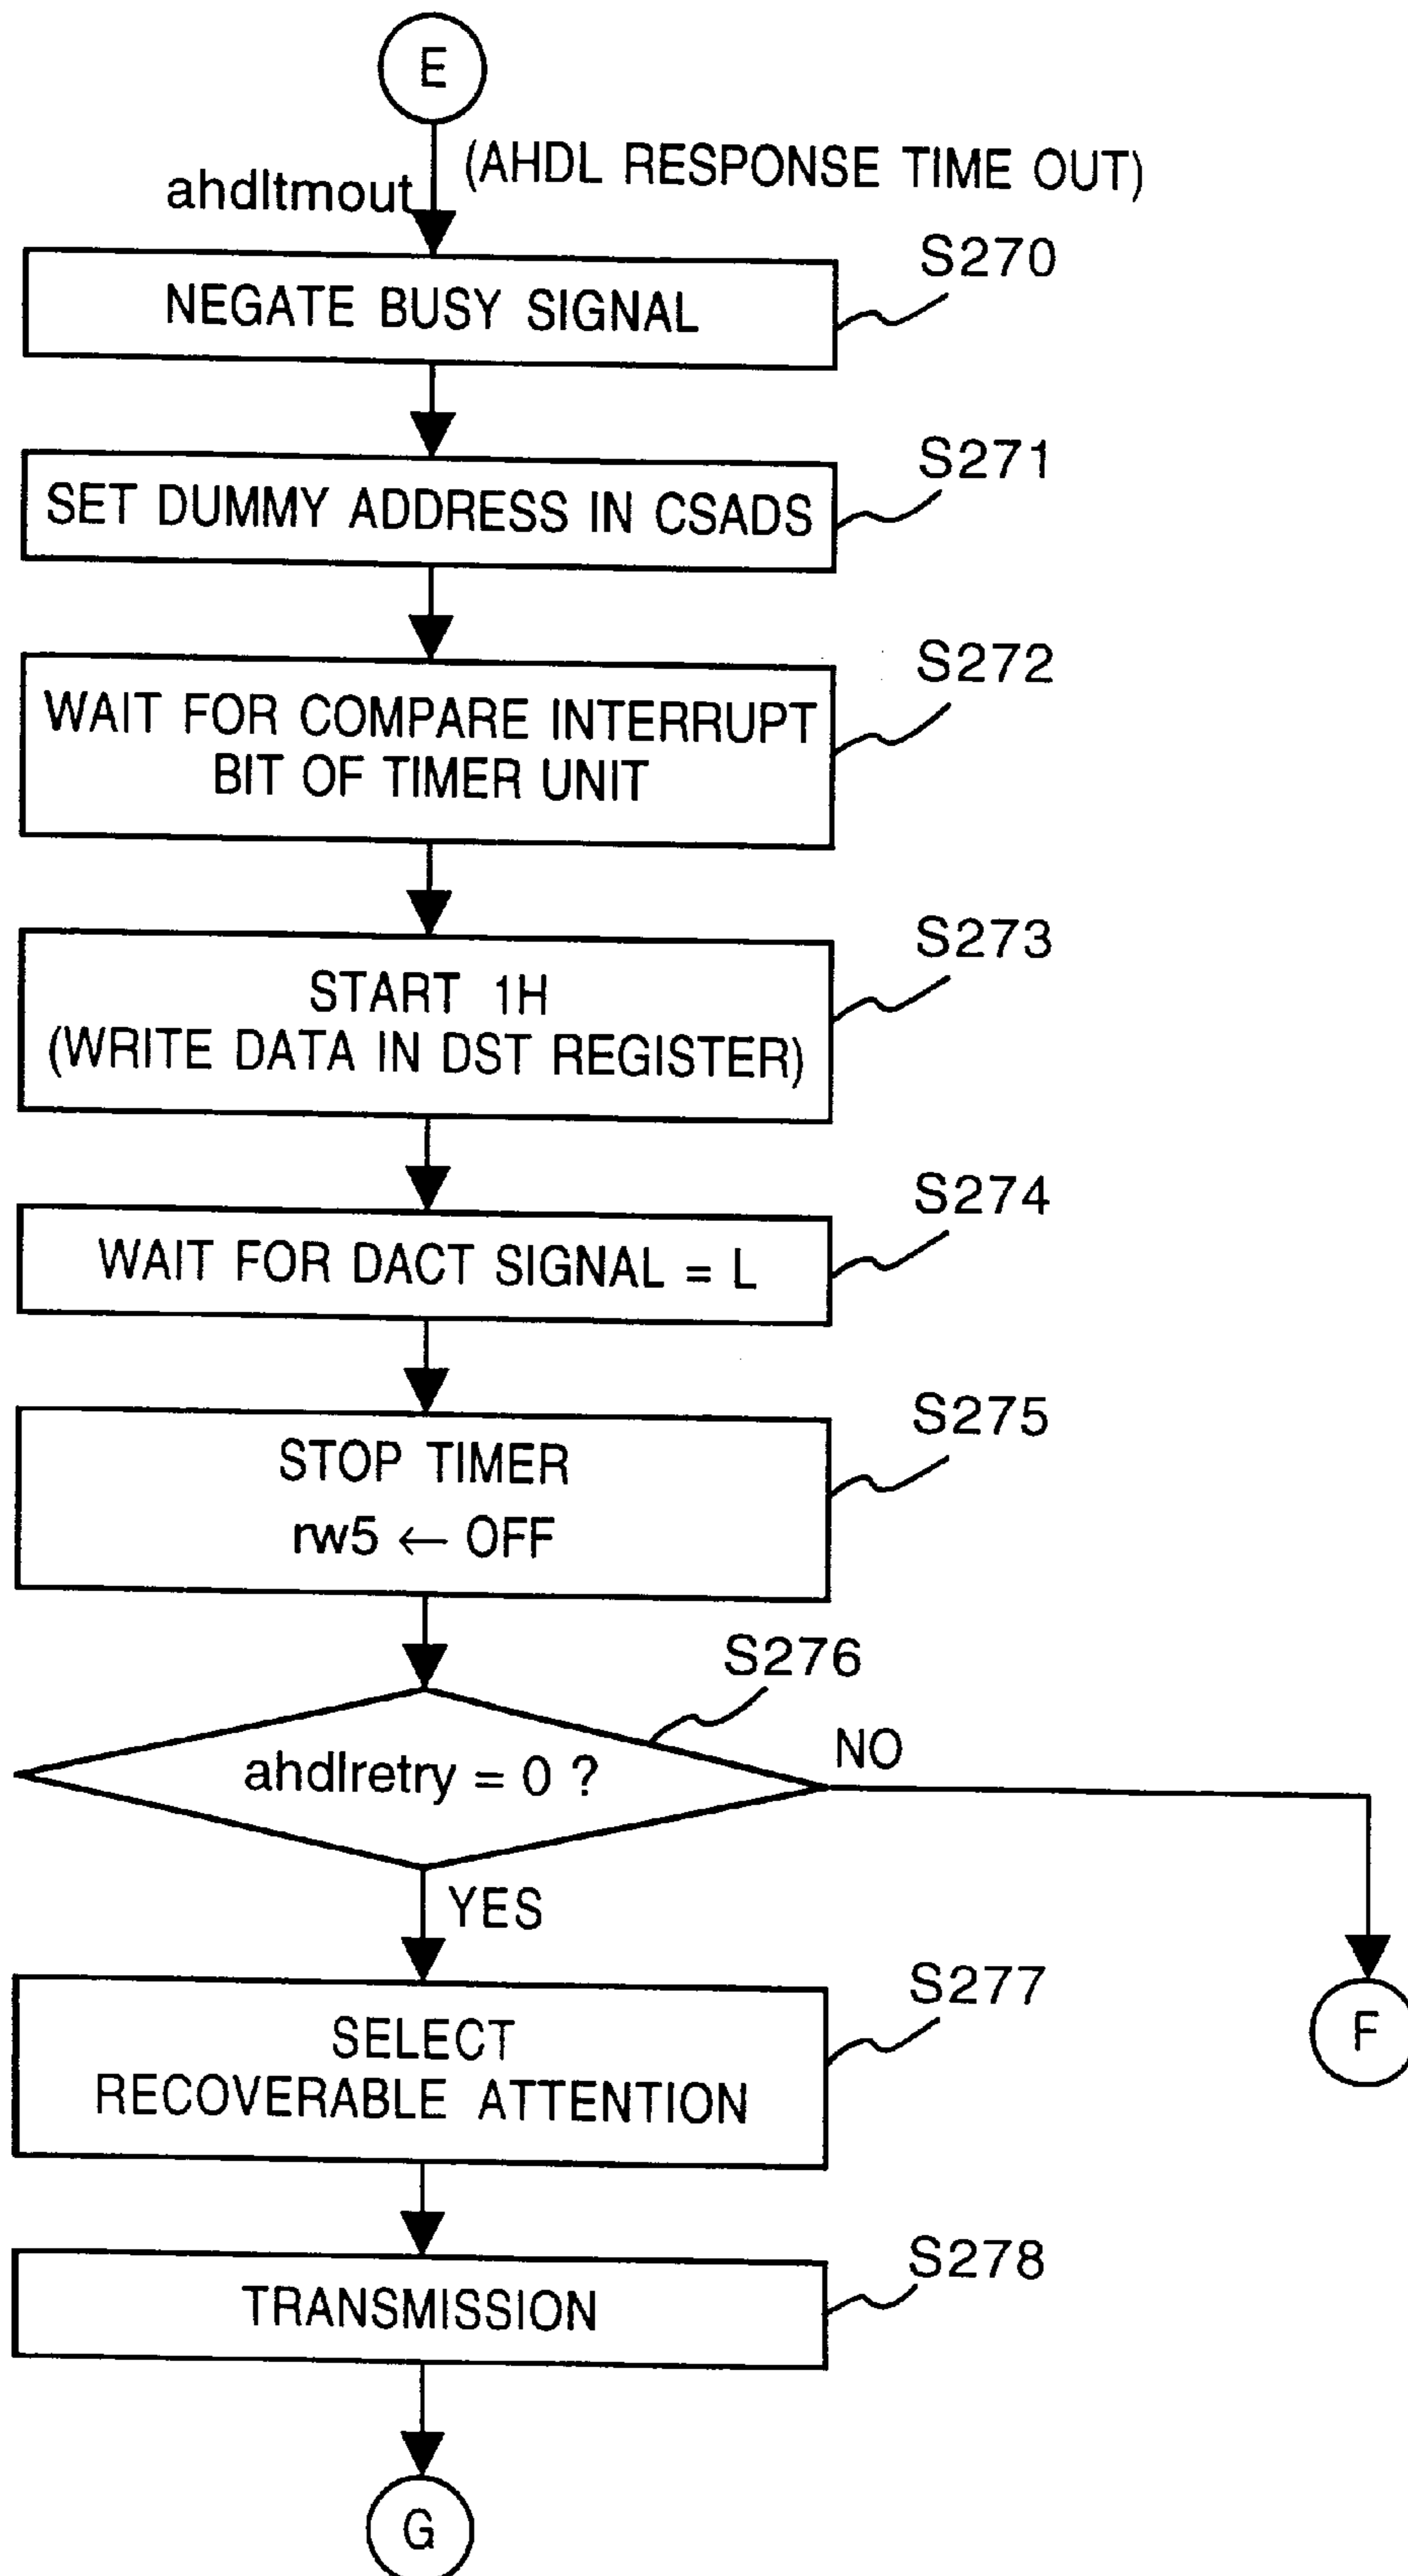 E
(AHDL RESPONSE TIME OUT)
ahdltmout
S270
NEGATE BUSY SIGNAL
S271
SET DUMMY ADDRESS IN CSADS
S272
WAIT FOR COMPARE INTERRUPT
BIT OF TIMER UNIT
S273
START 1H
(WRITE DATA IN DST REGISTER)
S274
WAIT FOR DACT SIGNAL = L
S275
STOP TIMER
rw5 ← OFF
S276
ahdlretry = 0 ?
NO
YES
S277
SELECT
RECOVERABLE ATTENTION
F
S278
TRANSMISSION
G